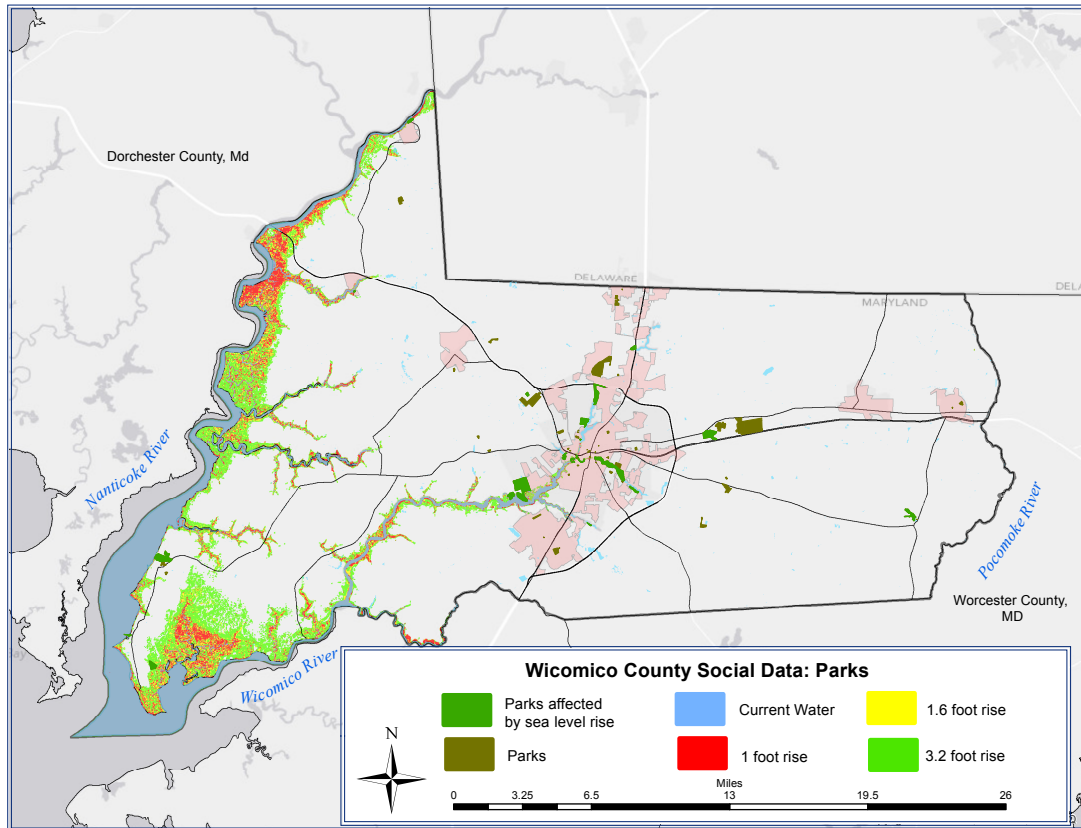 Dorchester County, Md
DELAWARE
MARYLAND
DELA
Nanticoke River
Pocomoke River
Worcester County,
MD
Bay
Wicomico River
Wicomico County Social Data: Parks
Parks affected
by sea level rise
Current Water
1.6 foot rise
Parks
1 foot rise
3.2 foot rise
N
Miles
0 3.25 6.5 13 19.5 26